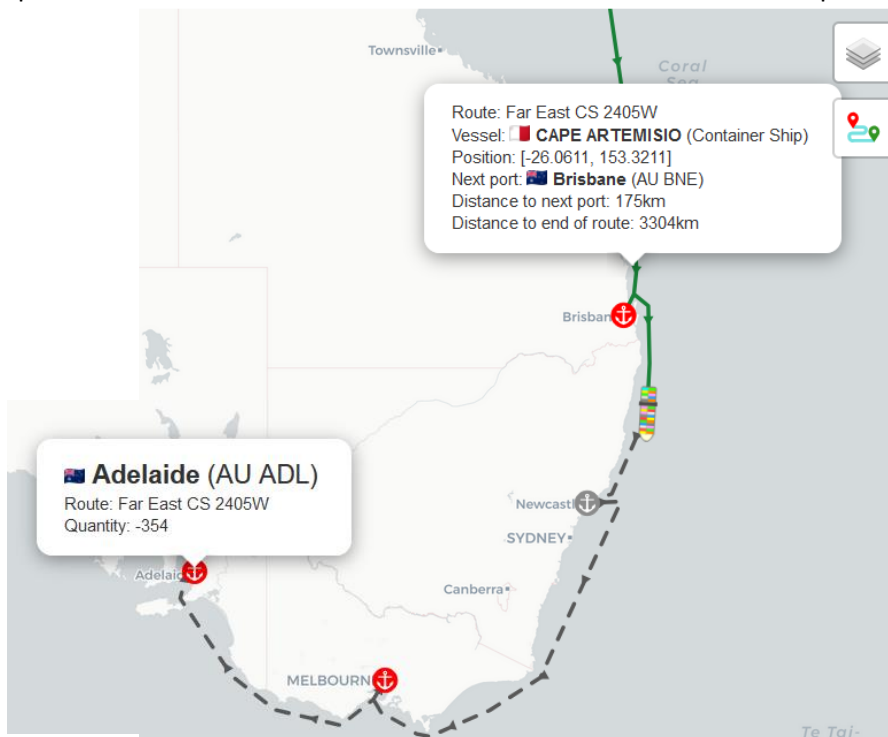 Townsville
Coral
Sea
Route: Far East CS 2405W
Vessel: CAPE ARTEMISIO (Container Ship)
Position: [-26.0611, 153.3211]
Next port: Brisbane (AU BNE)
Distance to next port: 175km
Distance to end of route: 3304km
Brisban
Adelaide (AU ADL)
Route: Far East CS 2405W
Quantity: -354
Newcastl
SYDNEY
Adelaid
Canberra
MELBOURN
Te Tai-